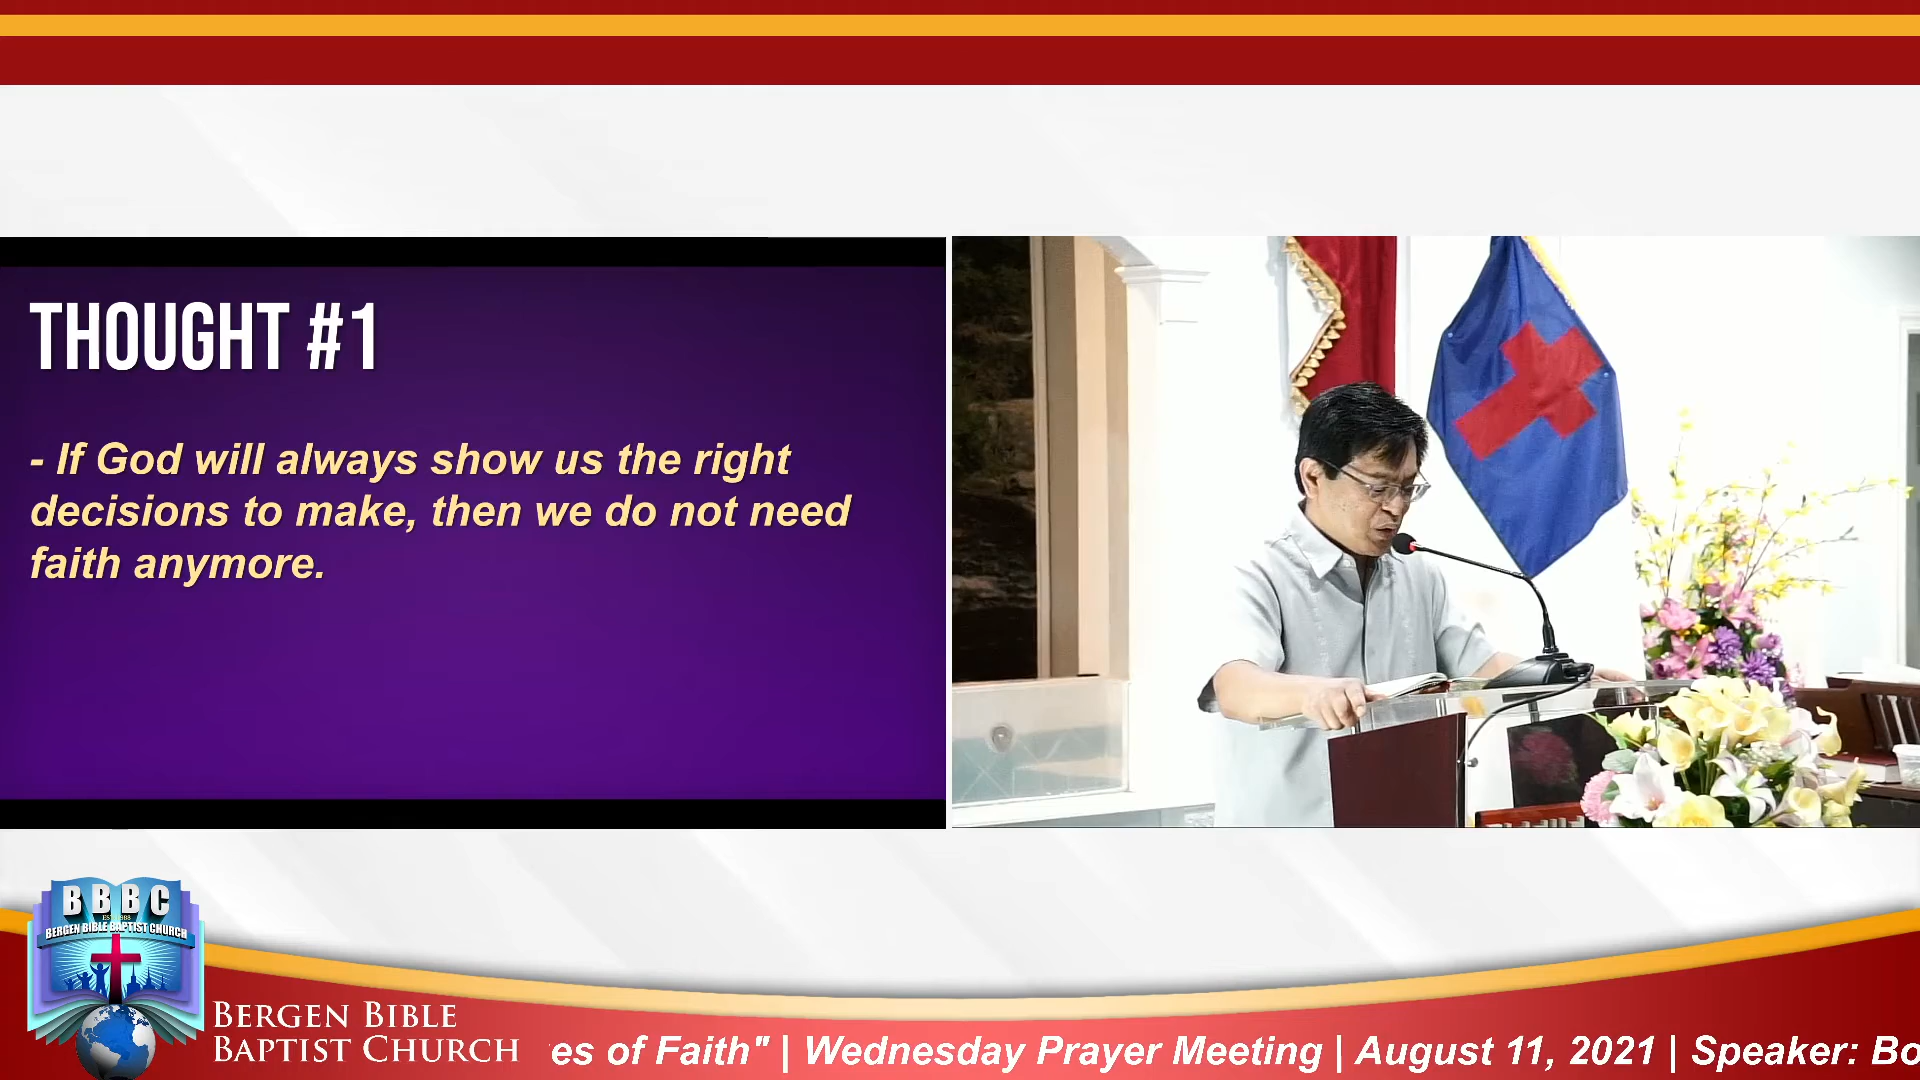 THOUGHT #1
- If God will always show us the right
decisions to make, then we do not need
faith anymore.
B B B C
BERGEN BIBLE BAPTIST CHURCH
BERGEN BIBLE
BAPTIST CHURCH
es of Faith" | Wednesday Prayer Meeting | August 11, 2021 | Speaker: Bo